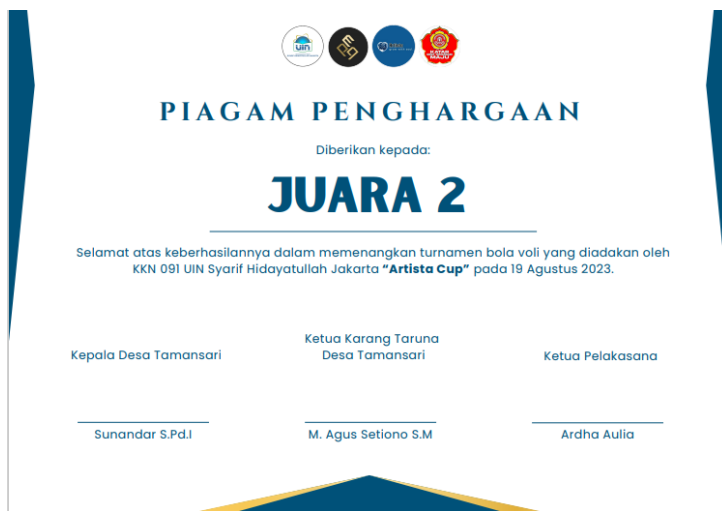 uin
PIAGAM PENGHARGAAN
Diberikan kepada:
JUARA 2
Selamat atas keberhasilannya dalam memenangkan turnamen bola voli yang diadakan oleh
KKN 091 UIN Syarif Hidayatullah Jakarta “Artista Cup” pada 19 Agustus 2023.
Kepala Desa Tamansari
Ketua Karang Taruna
Desa Tamansari
Ketua Pelakasana
Sunandar S.Pd.I
M. Agus Setiono S.M
Ardha Aulia